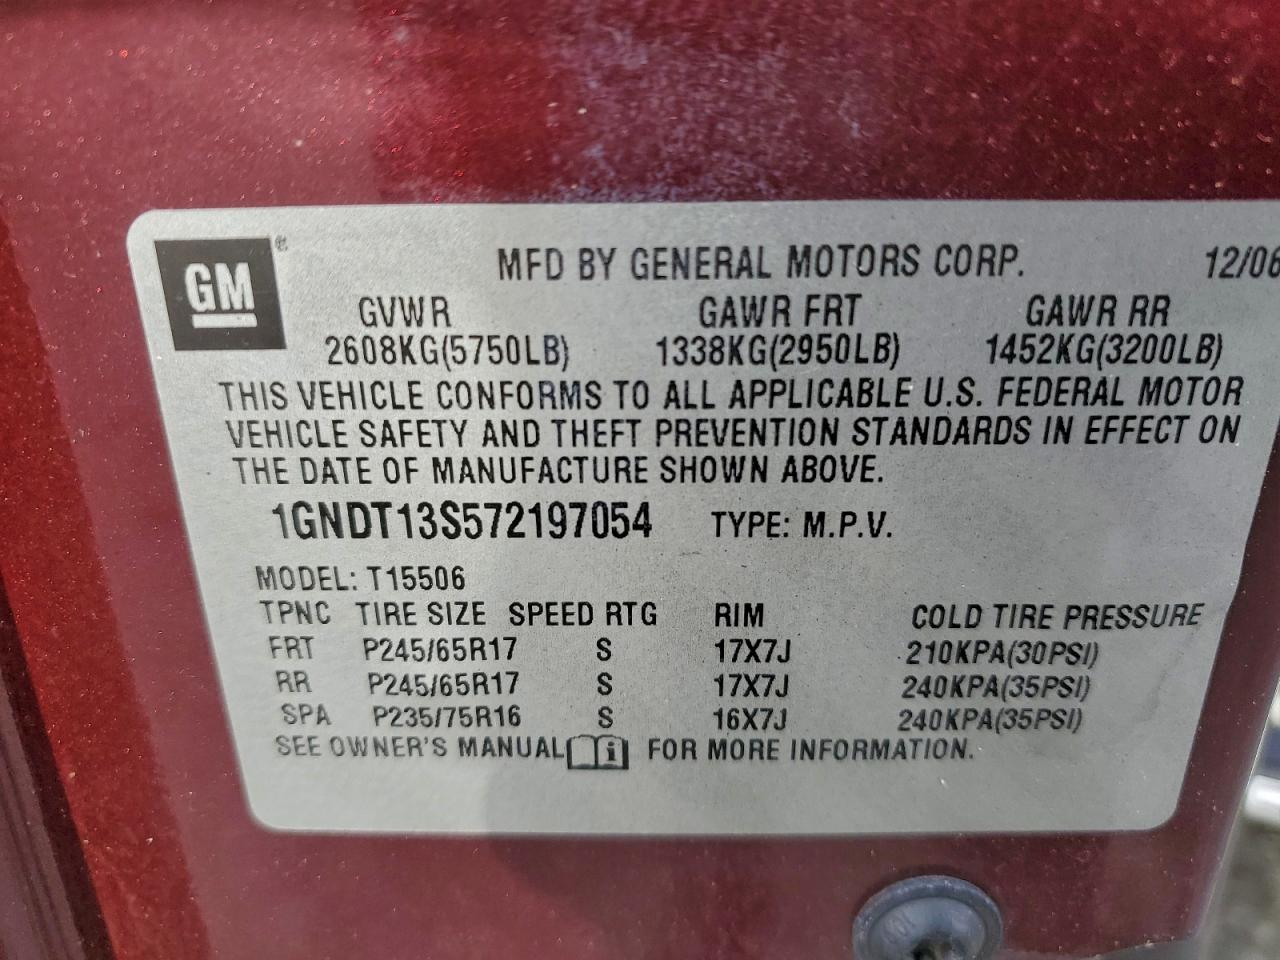 GM® MFD BY GENERAL MOTORS CORP. 12/06
GVWR GAWR FRT GAWR RR
2608KG(5750LB) 1338KG(2950LB) 1452KG(3200LB)
THIS VEHICLE CONFORMS TO ALL APPLICABLE U.S. FEDERAL MOTOR
VEHICLE SAFETY AND THEFT PREVENTION STANDARDS IN EFFECT ON
THE DATE OF MANUFACTURE SHOWN ABOVE.
1GNDT13S572197054 TYPE: M.P.V.
MODEL: T15506
TPNC TIRE SIZE SPEED RTG RIM COLD TIRE PRESSURE
FRT P245/65R17 S 17X7J 210KPA(30PSI)
RR P245/65R17 S 17X7J 240KPA(35PSI)
SPA P235/75R16 S 16X7J 240KPA(35PSI)
SEE OWNER'S MANUAL i FOR MORE INFORMATION.